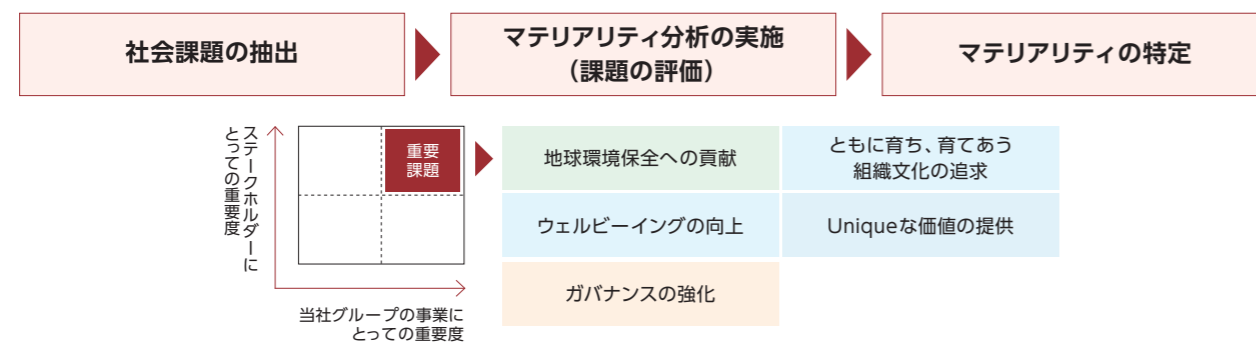 社会課題の抽出
マテリアリティ分析の実施
（課題の評価）
マテリアリティの特定
ステークホルダーに
とっての重要度
重要
課題
当社グループの事業に
とっての重要度
地球環境保全への貢献
ともに育ち、育てあう
組織文化の追求
ウェルビーイングの向上
Uniqueな価値の提供
ガバナンスの強化